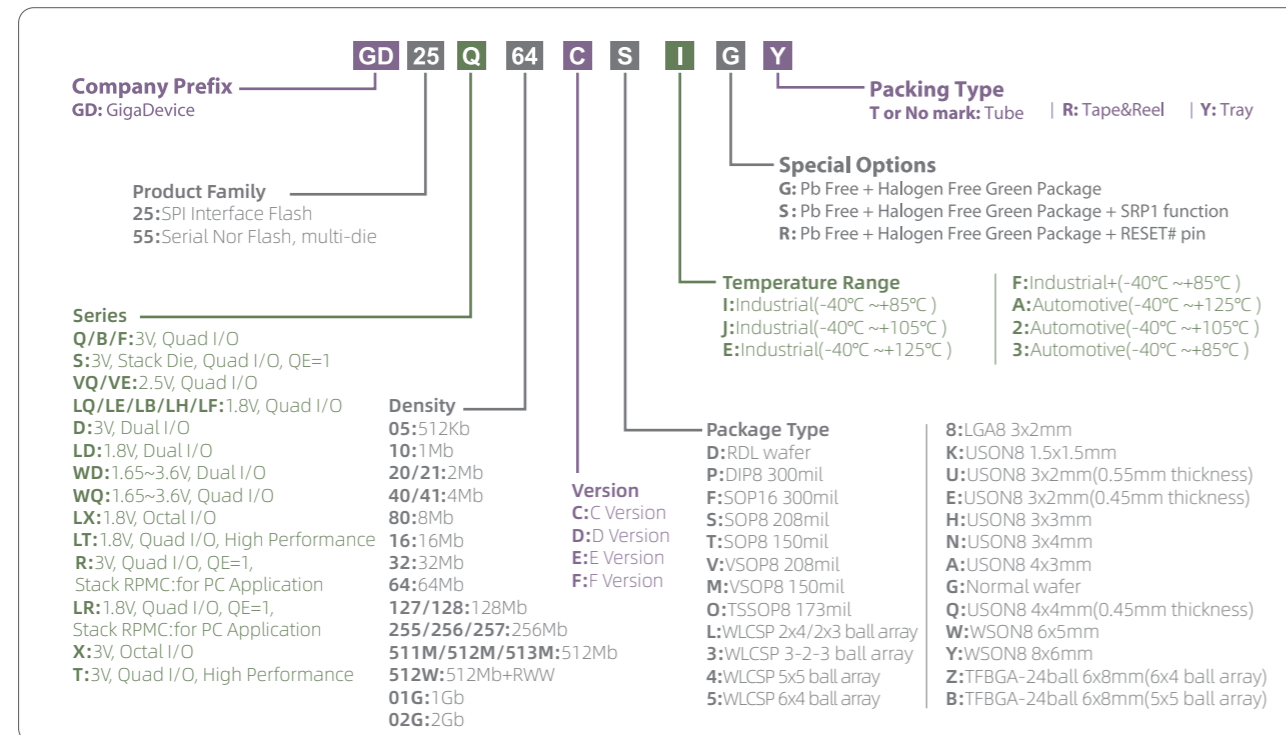 GD 25 Q 64 C S I G Y
Company Prefix
GD: GigaDevice
Packing Type
T or No mark: Tube | R: Tape&Reel | Y: Tray
Product Family
25:SPI Interface Flash
55:Serial Nor Flash, multi-die
Special Options
G: Pb Free + Halogen Free Green Package
S: Pb Free + Halogen Free Green Package + SRP1 function
R: Pb Free + Halogen Free Green Package + RESET# pin
Temperature Range
I:Industrial(-40℃ ~+85℃ )
J:Industrial(-40℃ ~+105℃ )
E:Industrial(-40℃ ~+125℃ )
F:Industrial+(-40℃ ~+85℃ )
A:Automotive(-40℃ ~+125℃ )
2:Automotive(-40℃ ~+105℃ )
3:Automotive(-40℃ ~+85℃ )
Series
Q/B/F:3V, Quad I/O
S:3V, Stack Die, Quad I/O, QE=1
VQ/VE:2.5V, Quad I/O
LQ/LE/LB/LH/LF:1.8V, Quad I/O
D:3V, Dual I/O
LD:1.8V, Dual I/O
WD:1.65~3.6V, Dual I/O
WQ:1.65~3.6V, Quad I/O
LX:1.8V, Octal I/O
LT:1.8V, Quad I/O, High Performance
R:3V, Quad I/O, QE=1,
Stack RPMC:for PC Application
LR:1.8V, Quad I/O, QE=1,
Stack RPMC:for PC Application
X:3V, Octal I/O
T:3V, Quad I/O, High Performance
Density
05:512Kb
10:1Mb
20/21:2Mb
40/41:4Mb
80:8Mb
16:16Mb
32:32Mb
64:64Mb
127/128:128Mb
255/256/257:256Mb
511M/512M/513M:512Mb
512W:512Mb+RWW
01G:1Gb
02G:2Gb
Version
C:C Version
D:D Version
E:E Version
F:F Version
Package Type
D:RDL wafer
P:DIP8 300mil
F:SOP16 300mil
S:SOP8 208mil
T:SOP8 150mil
V:VSOP8 208mil
M:VSOP8 150mil
O:TSSOP8 173mil
L:WLCSP 2x4/2x3 ball array
3:WLCSP 3-2-3 ball array
4:WLCSP 5x5 ball array
5:WLCSP 6x4 ball array
8:LGA8 3x2mm
K:USON8 1.5x1.5mm
U:USON8 3x2mm(0.55mm thickness)
E:USON8 3x2mm(0.45mm thickness)
H:USON8 3x3mm
N:USON8 3x4mm
A:USON8 4x3mm
G:Normal wafer
Q:USON8 4x4mm(0.45mm thickness)
W:WSON8 6x5mm
Y:WSON8 8x6mm
Z:TFBGA-24ball 6x8mm(6x4 ball array)
B:TFBGA-24ball 6x8mm(5x5 ball array)